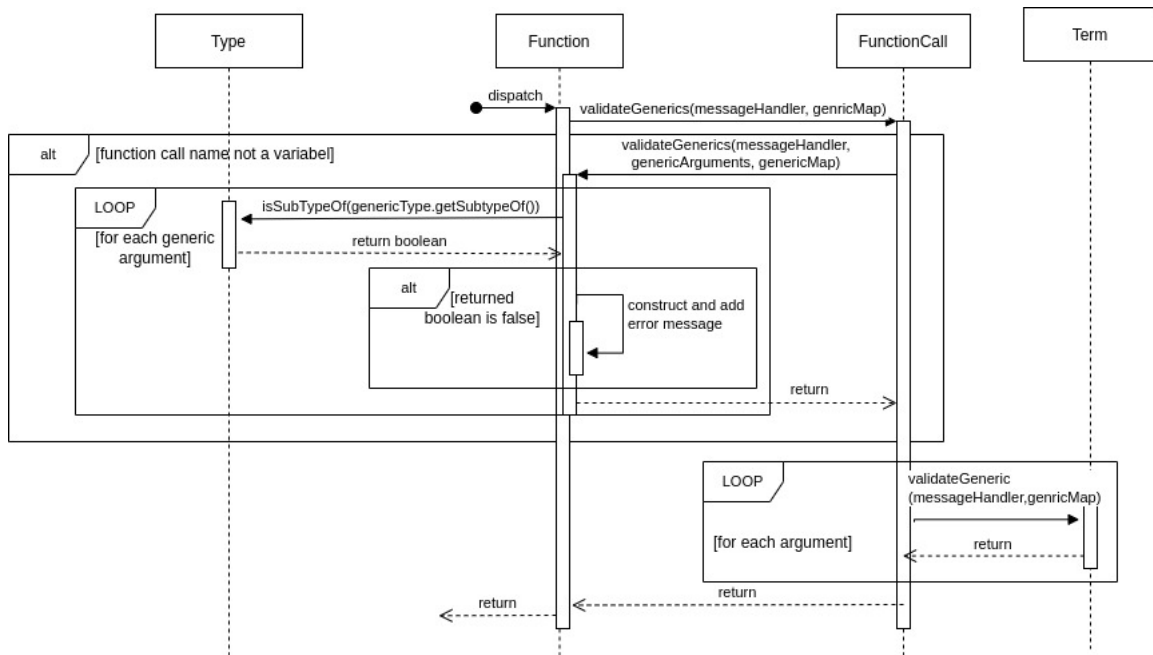 Type
Function
FunctionCall
Term
dispatch
validateGenerics(messageHandler, genricMap)
alt
[function call name not a variabel]
validateGenerics(messageHandler,
genericArguments, genericMap)
LOOP
isSubTypeOf(genericType.getSubtypeOf())
[for each generic
argument]
return boolean
alt
[returned
boolean is false]
construct and add
error message
return
LOOP
validateGeneric
(messageHandler,genricMap)
[for each argument]
return
return
return